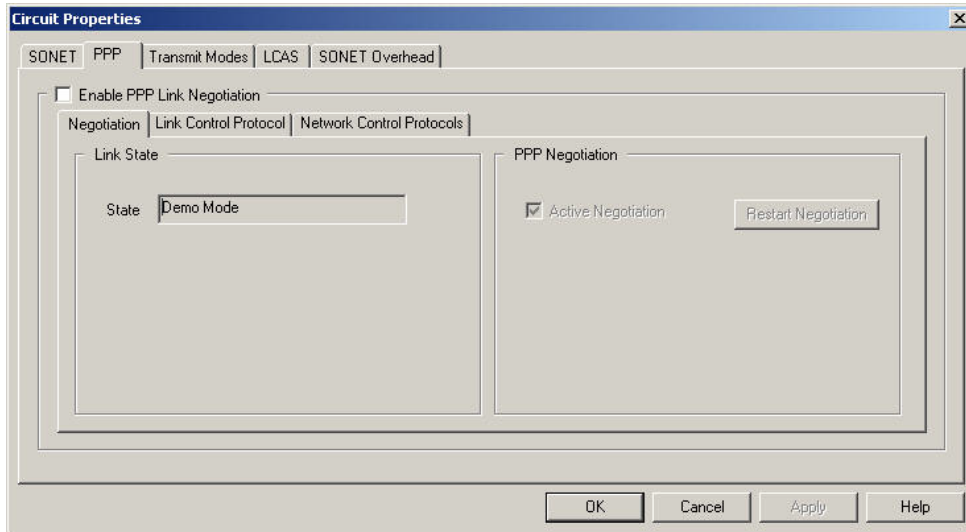 Circuit Properties
SONET PPP Transmit Modes LCAS SONET Overhead
Enable PPP Link Negotiation
Negotiation Link Control Protocol Network Control Protocols
Link State
State Demo Mode
PPP Negotiation
Active Negotiation Restart Negotiation
OK Cancel Apply Help